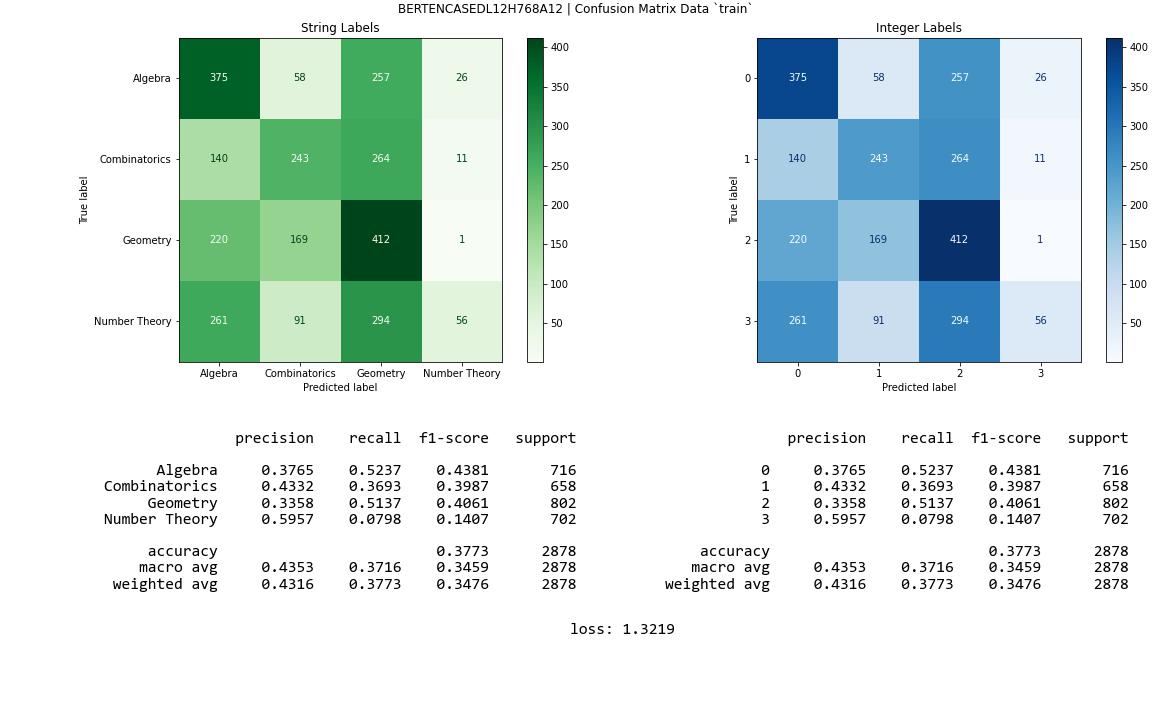 BERTENCASEDL12H768A12 | Confusion Matrix Data `train`
String Labels
Integer Labels
Algebra 375 58 257 26
Combinatorics 140 243 264 11
Geometry 220 169 412 1
Number Theory 261 91 294 56
True label
Algebra Combinatorics Geometry Number Theory
Predicted label
400
350
300
250
200
150
100
50
0 375 58 257 26
1 140 243 264 11
2 220 169 412 1
3 261 91 294 56
True label
0 1 2 3
Predicted label
400
350
300
250
200
150
100
50
precision recall f1-score support
Algebra 0.3765 0.5237 0.4381 716
Combinatorics 0.4332 0.3693 0.3987 658
Geometry 0.3358 0.5137 0.4061 802
Number Theory 0.5957 0.0798 0.1407 702
accuracy 0.3773 2878
macro avg 0.4353 0.3716 0.3459 2878
weighted avg 0.4316 0.3773 0.3476 2878
precision recall f1-score support
0 0.3765 0.5237 0.4381 716
1 0.4332 0.3693 0.3987 658
2 0.3358 0.5137 0.4061 802
3 0.5957 0.0798 0.1407 702
accuracy 0.3773 2878
macro avg 0.4353 0.3716 0.3459 2878
weighted avg 0.4316 0.3773 0.3476 2878
loss: 1.3219